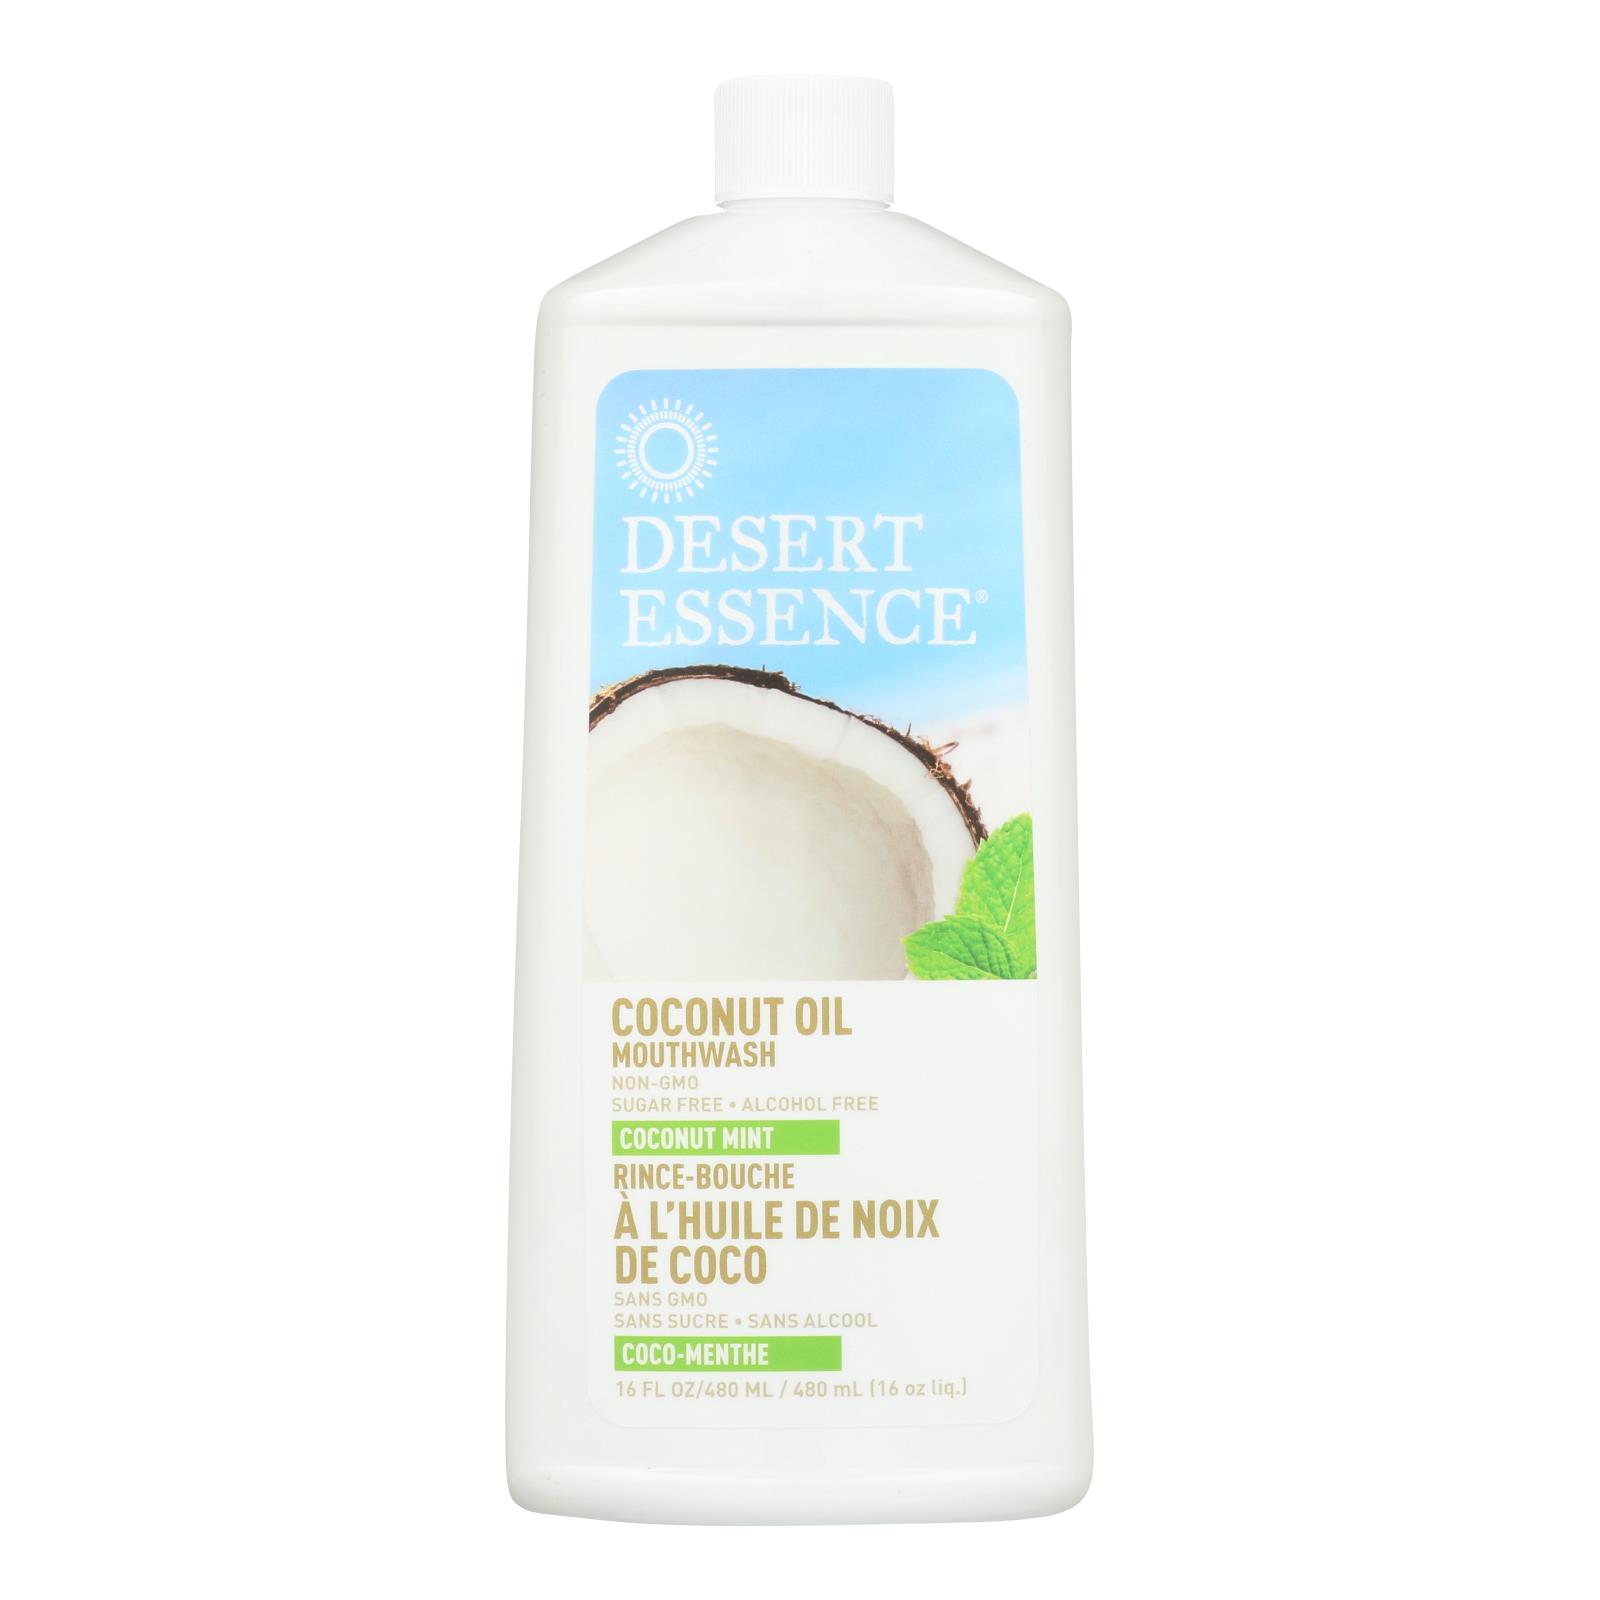 DESERT
ESSENCE®
COCONUT OIL
MOUTHWASH
NON-GMO
SUGAR FREE • ALCOHOL FREE
COCONUT MINT
RINCE-BOUCHE
À L'HUILE DE NOIX
DE COCO
SANS GMO
SANS SUCRE • SANS ALCOOL
COCO-MENTHE
16 FL OZ/480 ML / 480 mL (16 oz liq.)